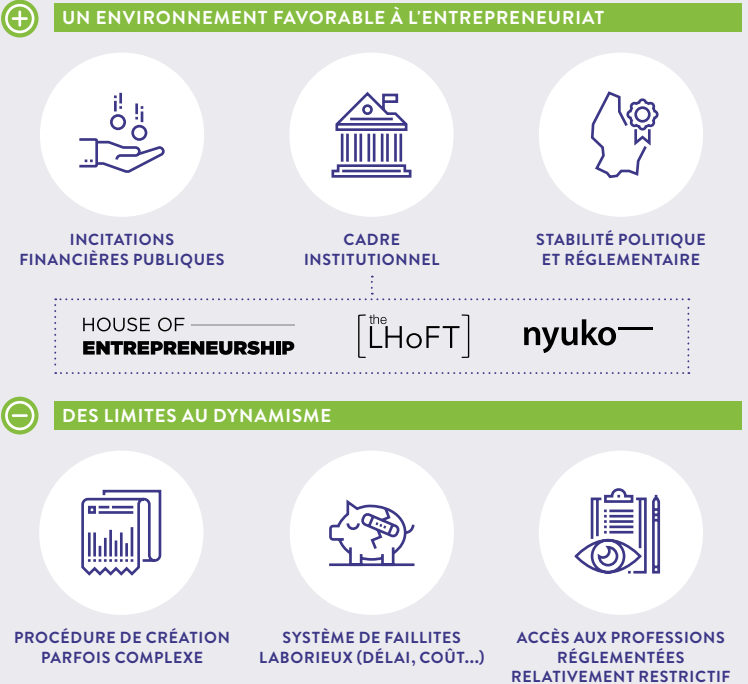 UN ENVIRONNEMENT FAVORABLE À L'ENTREPRENEURIAT
INCITATIONS
FINANCIÈRES PUBLIQUES
CADRE
INSTITUTIONNEL
STABILITÉ POLITIQUE
ET RÉGLEMENTAIRE
HOUSE OF
ENTREPRENEURSHIP
the
LHoFT
nyuko
DES LIMITES AU DYNAMISME
PROCÉDURE DE CRÉATION
PARFOIS COMPLEXE
SYSTÈME DE FAILLITES
LABORIEUX (DÉLAI, COÛT...)
ACCÈS AUX PROFESSIONS
RÉGLEMENTÉES
RELATIVEMENT RESTRICTIF